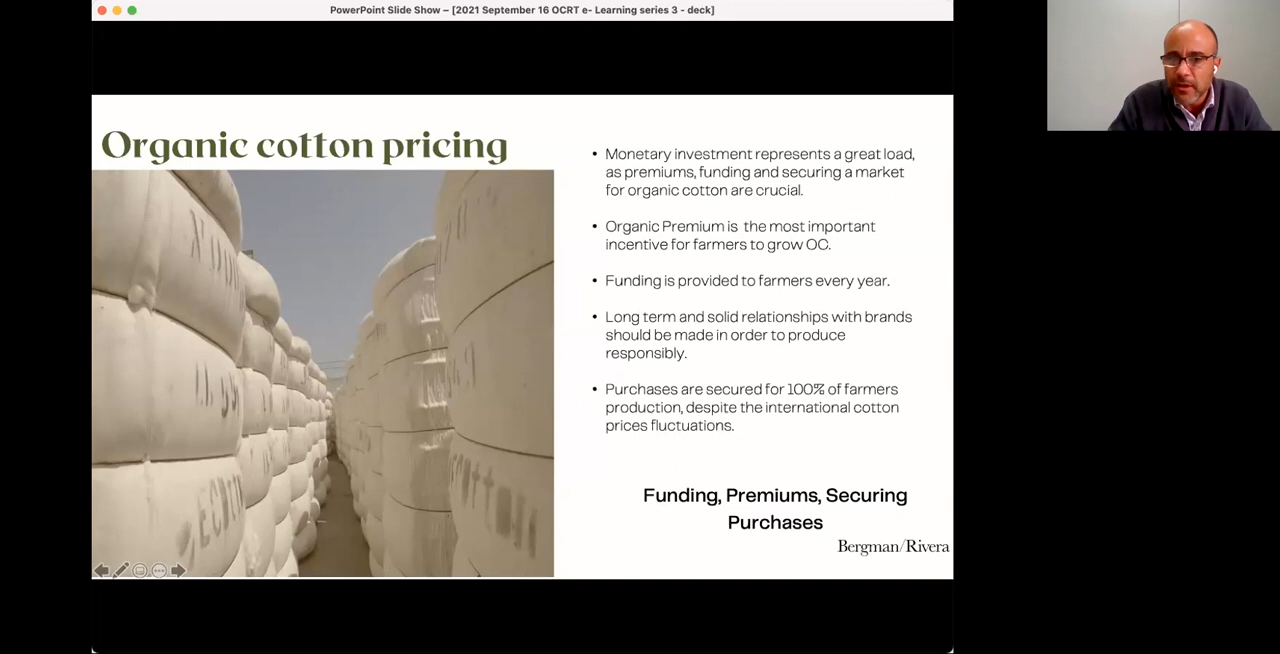 PowerPoint Slide Show – [2021 September 16 OCRT e- Learning series 3 - deck]
Organic cotton pricing
• Monetary investment represents a great load,
as premiums, funding and securing a market
for organic cotton are crucial.
• Organic Premium is the most important
incentive for farmers to grow OC.
• Funding is provided to farmers every year.
• Long term and solid relationships with brands
should be made in order to produce
responsibly.
• Purchases are secured for 100% of farmers
production, despite the international cotton
prices fluctuations.
Funding, Premiums, Securing
Purchases
Bergman/Rivera